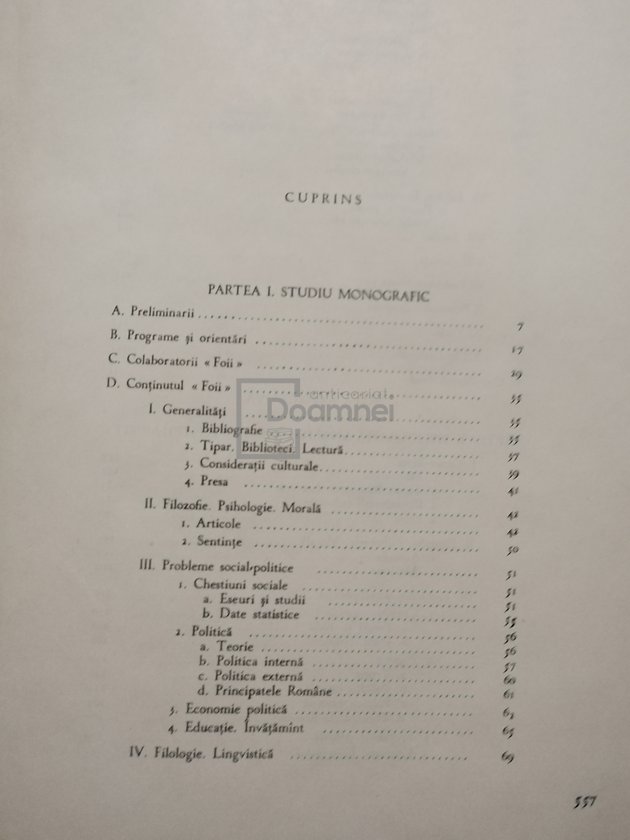 CUPRINS
PARTEA I. STUDIU MONOGRAFIC
A. Preliminarii .......... 7
B. Programe și orientări .......... 17
C. Colaboratorii « Foii » .......... 29
D. Conținutul « Foii » .......... 35
I. Generalități .......... 35
1. Bibliografie .......... 35
2. Tipar. Biblioteci. Lectură .......... 37
3. Considerații culturale .......... 39
4. Presa .......... 41
II. Filozofie. Psihologie. Morală .......... 42
1. Articole .......... 42
2. Sentințe .......... 50
III. Probleme social-politice .......... 51
1. Chestiuni sociale .......... 51
a. Eseuri și studii .......... 51
b. Date statistice .......... 55
2. Politică .......... 56
a. Teorie .......... 56
b. Politica internă .......... 57
c. Politica externă .......... 60
d. Principatele Române .......... 61
3. Economie politică .......... 63
4. Educație. Învățămînt .......... 65
IV. Filologie. Lingvistică .......... 69
557
anticariat
Doamnei®